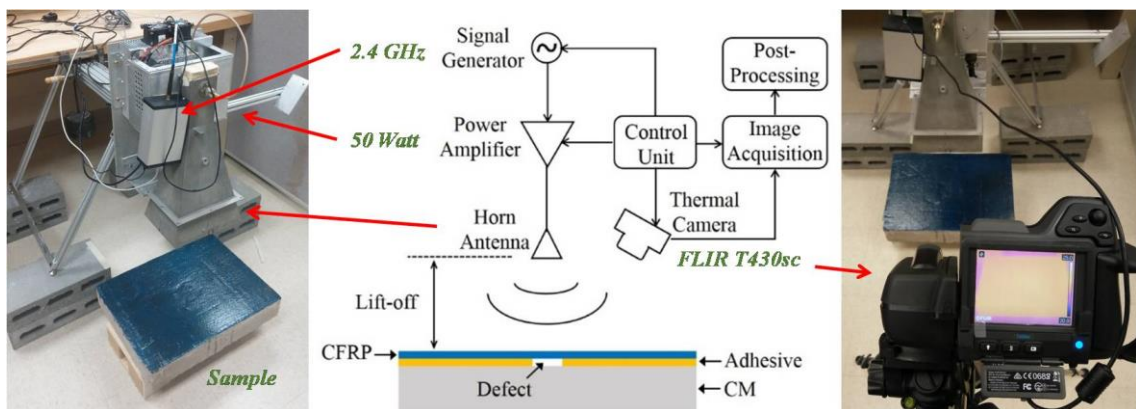 2.4 GHz
50 Watt
Sample
Signal
Generator
Power
Amplifier
Horn
Antenna
Lift-off
CFRP
Defect
Adhesive
CM
Control
Unit
Thermal
Camera
Image
Acquisition
Post-
Processing
FLIR T430sc